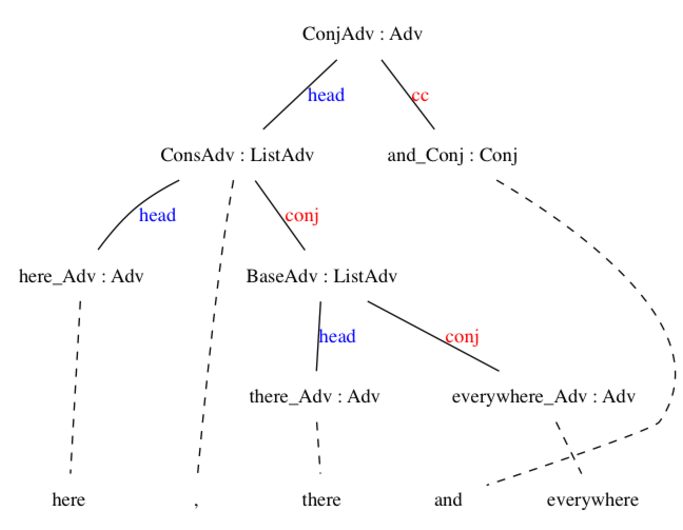 ConjAdv : Adv
head cc
ConsAdv : ListAdv and_Conj : Conj
head conj
here_Adv : Adv BaseAdv : ListAdv
head conj
there_Adv : Adv everywhere_Adv : Adv
here , there and everywhere